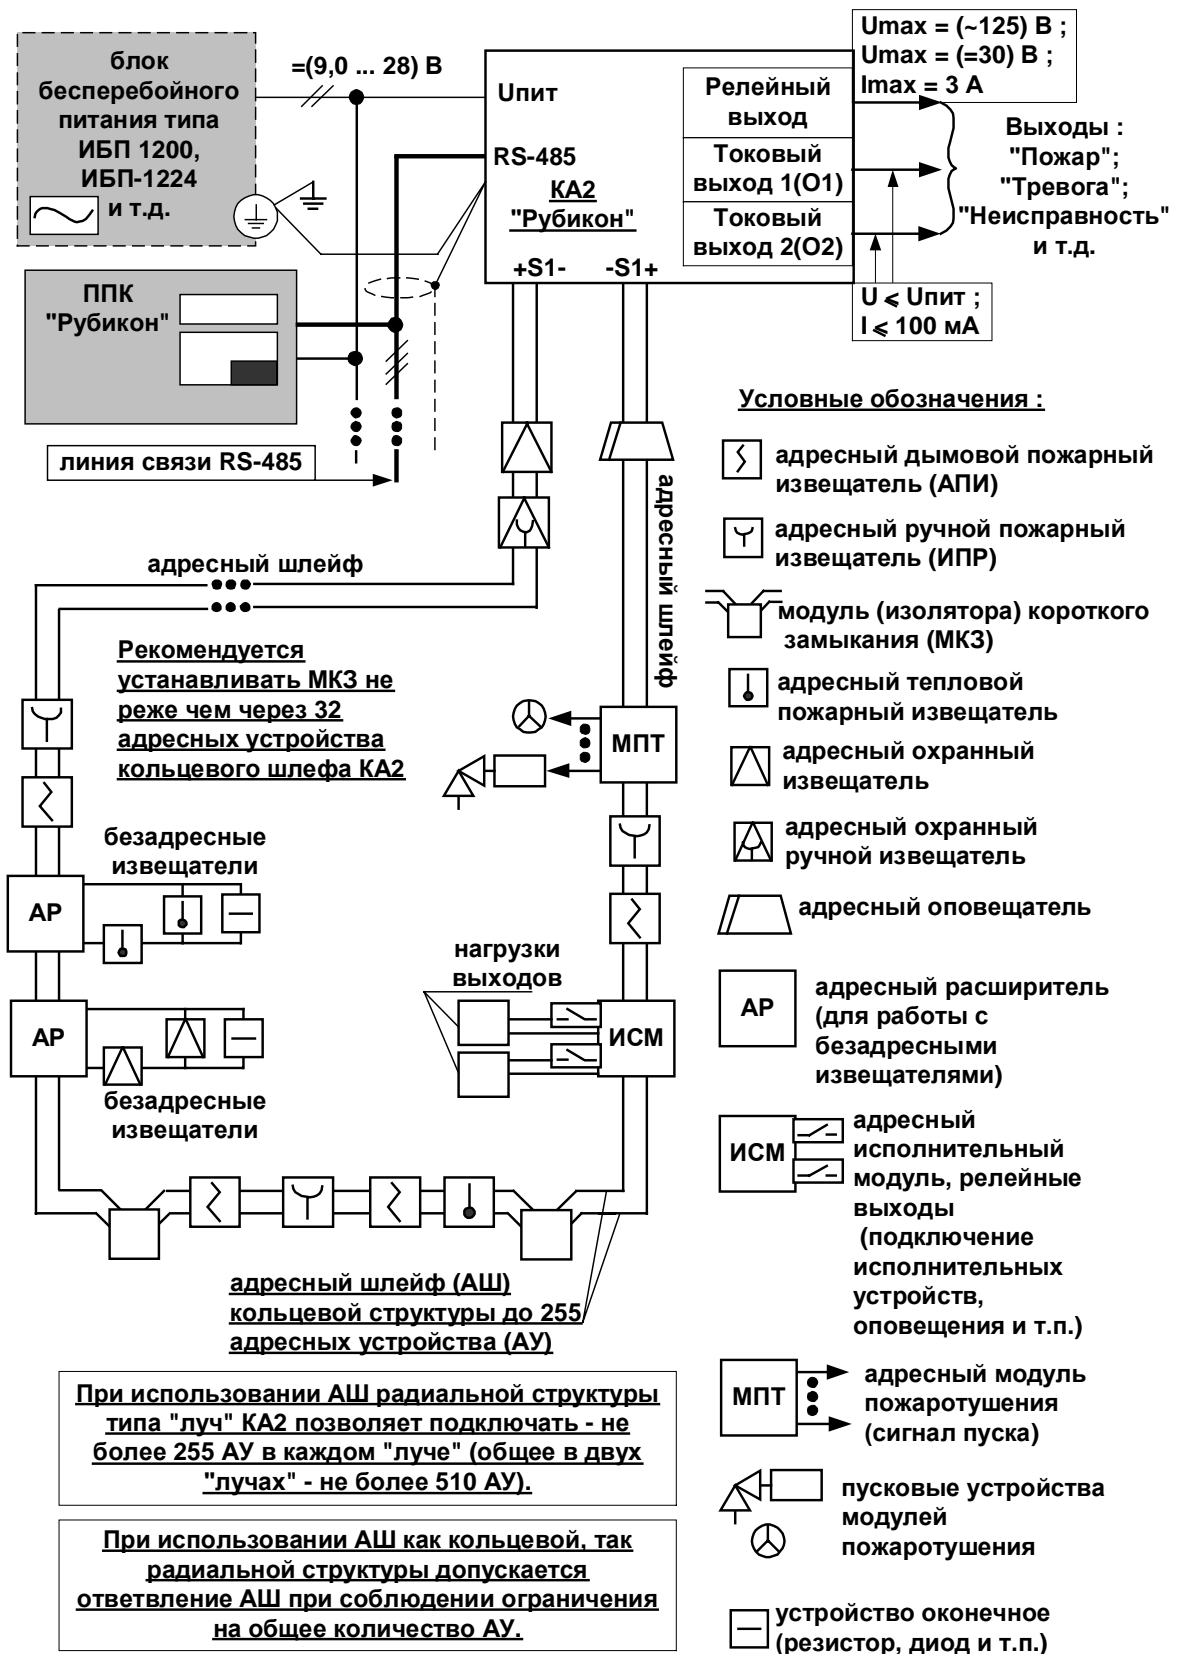 блок
бесперебойного
питания типа
ИБП 1200,
ИБП-1224
и т.д.
=(9,0 ... 28) В
Uпит
RS-485
КА2
"Рубикон"
+S1-
-S1+
Релейный
выход
Токовый
выход 1(О1)
Токовый
выход 2(О2)
Umax = (~125) В ;
Umax = (=30) В ;
Imax = 3 А
Выходы :
"Пожар";
"Тревога";
"Неисправность"
и т.д.
U ⩽ Uпит ;
I ⩽ 100 мА
ППК
"Рубикон"
линия связи RS-485
адресный шлейф
адресный шлейф
Рекомендуется
устанавливать МКЗ не
реже чем через 32
адресных устройства
кольцевого шлефа КА2
МПТ
безадресные
извещатели
АР
АР
безадресные
извещатели
нагрузки
выходов
ИСМ
адресный шлейф (АШ)
кольцевой структуры до 255
адресных устройства (АУ)
При использовании АШ радиальной структуры
типа "луч" КА2 позволяет подключать - не
более 255 АУ в каждом "луче" (общее в двух
"лучах" - не более 510 АУ).
При использовании АШ как кольцевой, так
радиальной структуры допускается
ответвление АШ при соблюдении ограничения
на общее количество АУ.
Условные обозначения :
адресный дымовой пожарный
извещатель (АПИ)
адресный ручной пожарный
извещатель (ИПР)
модуль (изолятора) короткого
замыкания (МКЗ)
адресный тепловой
пожарный извещатель
адресный охранный
извещатель
адресный охранный
ручной извещатель
адресный оповещатель
АР
адресный расширитель
(для работы с
безадресными
извещателями)
ИСМ
адресный
исполнительный
модуль, релейные
выходы
(подключение
исполнительных
устройств,
оповещения и т.п.)
МПТ
адресный модуль
пожаротушения
(сигнал пуска)
пусковые устройства
модулей
пожаротушения
устройство оконечное
(резистор, диод и т.п.)